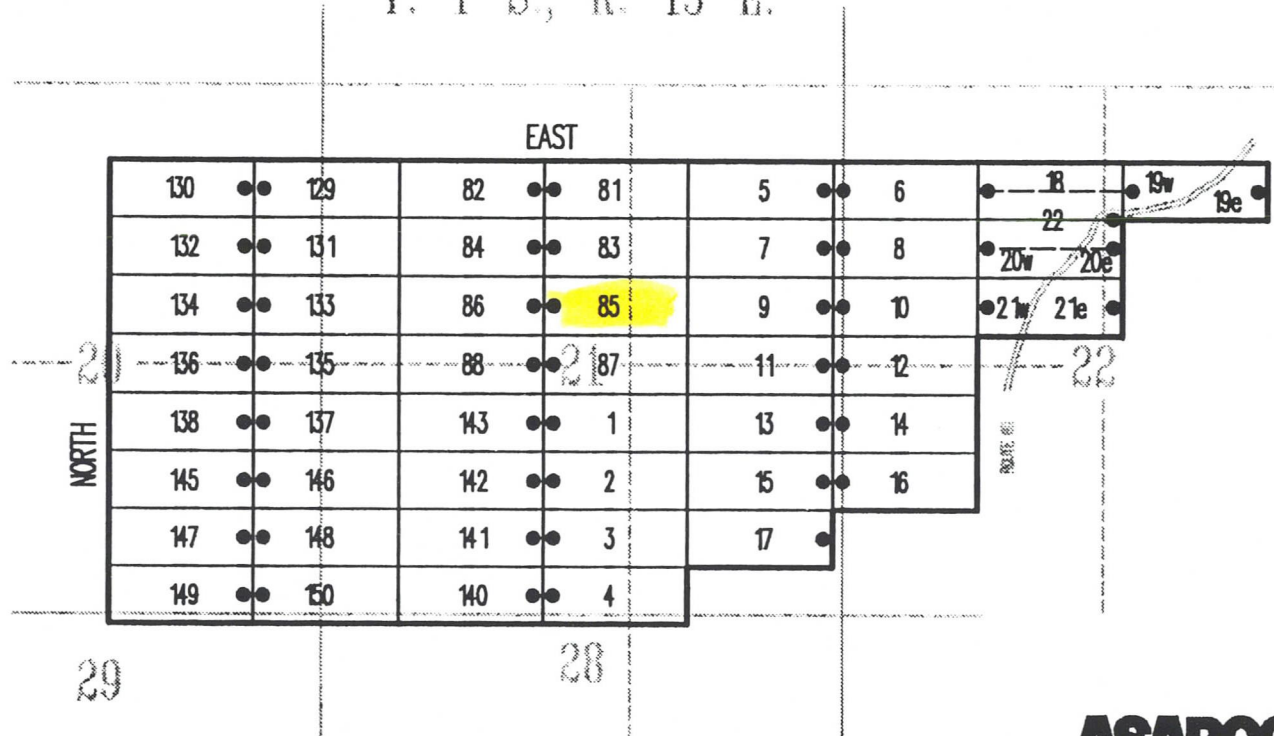 T. 1 S., R. 15 E.
EAST
130 129 82 81 5 6 18 19w 19e
22
132 131 84 83 7 8 20w 20e
134 133 86 85 9 10 21w 21e
20 136 135 88 21 87 11 12 22
138 137 143 1 13 14
NORTH
145 146 142 2 15 16
147 148 141 3 17
149 150 140 4
29 28